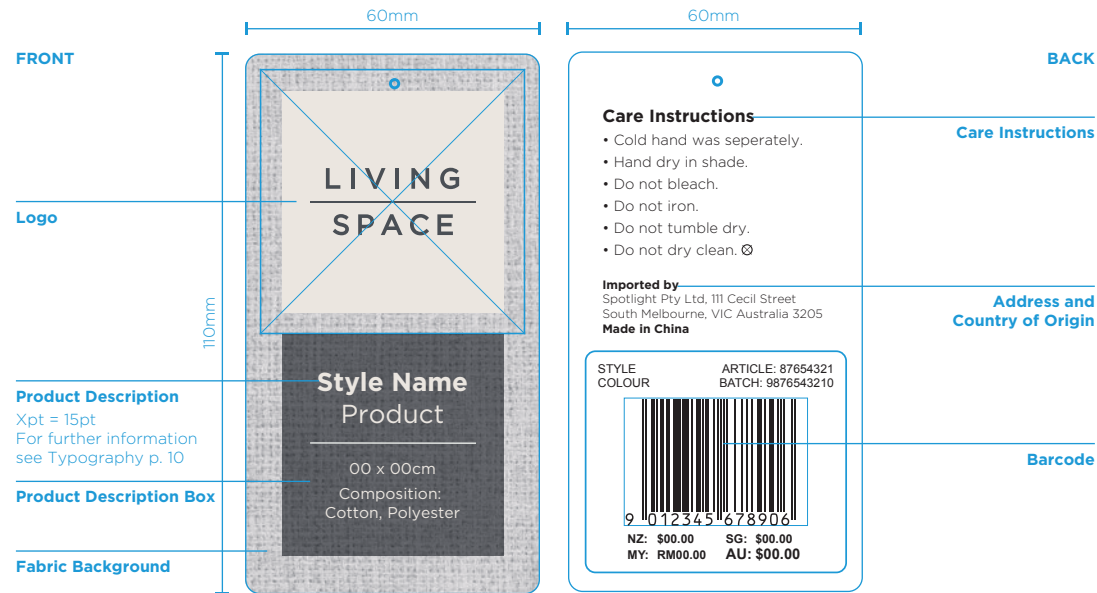 60mm
60mm
FRONT
BACK
LIVING
SPACE
Logo
110mm
Style Name
Product
00 x 00cm
Composition:
Cotton, Polyester
Product Description
Xpt = 15pt
For further information
see Typography p. 10
Product Description Box
Fabric Background
Care Instructions
• Cold hand was seperately.
• Hand dry in shade.
• Do not bleach.
• Do not iron.
• Do not tumble dry.
• Do not dry clean.
Imported by
Spotlight Pty Ltd, 111 Cecil Street
South Melbourne, VIC Australia 3205
Made in China
STYLE ARTICLE: 87654321
COLOUR BATCH: 9876543210
9 012345 678906
NZ: $00.00 SG: $00.00
MY: RM00.00 AU: $00.00
Care Instructions
Address and
Country of Origin
Barcode